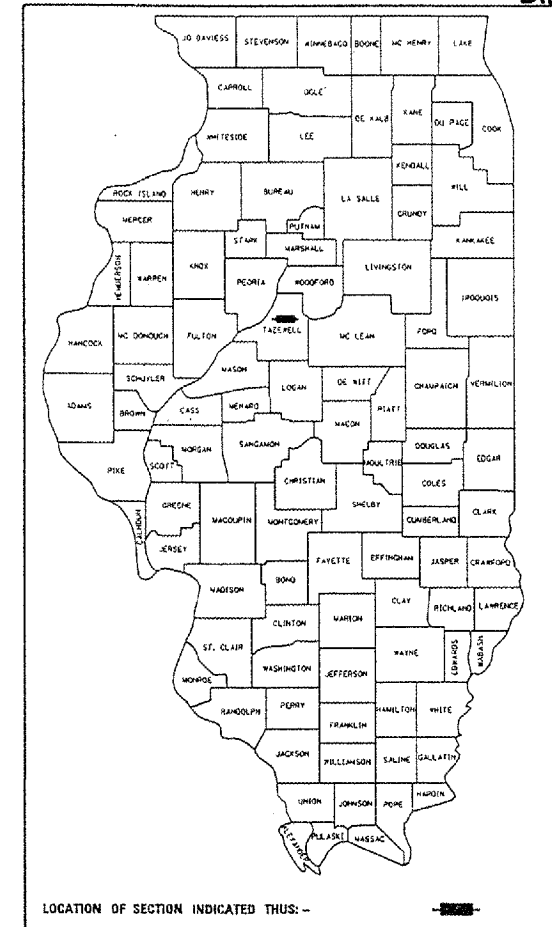 JO DAVIESS STEVENSON WINNEBAGO BOONE MC HENRY LAKE
CARROLL OGLE DE KALB KANE DU PAGE COOK
WHITESIDE LEE
KENDALL WILL
ROCK ISLAND HENRY BUREAU LA SALLE GRUNDY
MERCER PUTNAM KANKAKEE
STARK MARSHALL
HENDERSON WARREN KNOX PEORIA WOODFORD LIVINGSTON IROQUOIS
HANCOCK MC DONOUGH FULTON TAZEWELL MC LEAN FORD
MASON
SCHUYLER LOGAN DE WITT CHAMPAIGN VERMILION
ADAMS BROWN CASS MENARD PIATT
MACON
MORGAN SANGAMON DOUGLAS EDGAR
PIKE SCOTT MOULTRIE
CHRISTIAN COLES
GREENE SHELBY CLARK
CALHOUN MACOUPIN MONTGOMERY CUMBERLAND
JERSEY FAYETTE EFFINGHAM JASPER CRAWFORD
MADISON BOND
CLAY RICHLAND LAWRENCE
CLINTON MARION
ST. CLAIR WAYNE EDWARDS WABASH
WASHINGTON JEFFERSON
MONROE
RANDOLPH PERRY HAMILTON WHITE
FRANKLIN
JACKSON WILLIAMSON SALINE GALLATIN
UNION JOHNSON POPE HARDIN
ALEXANDER PULASKI MASSAC
LOCATION OF SECTION INDICATED THUS: -